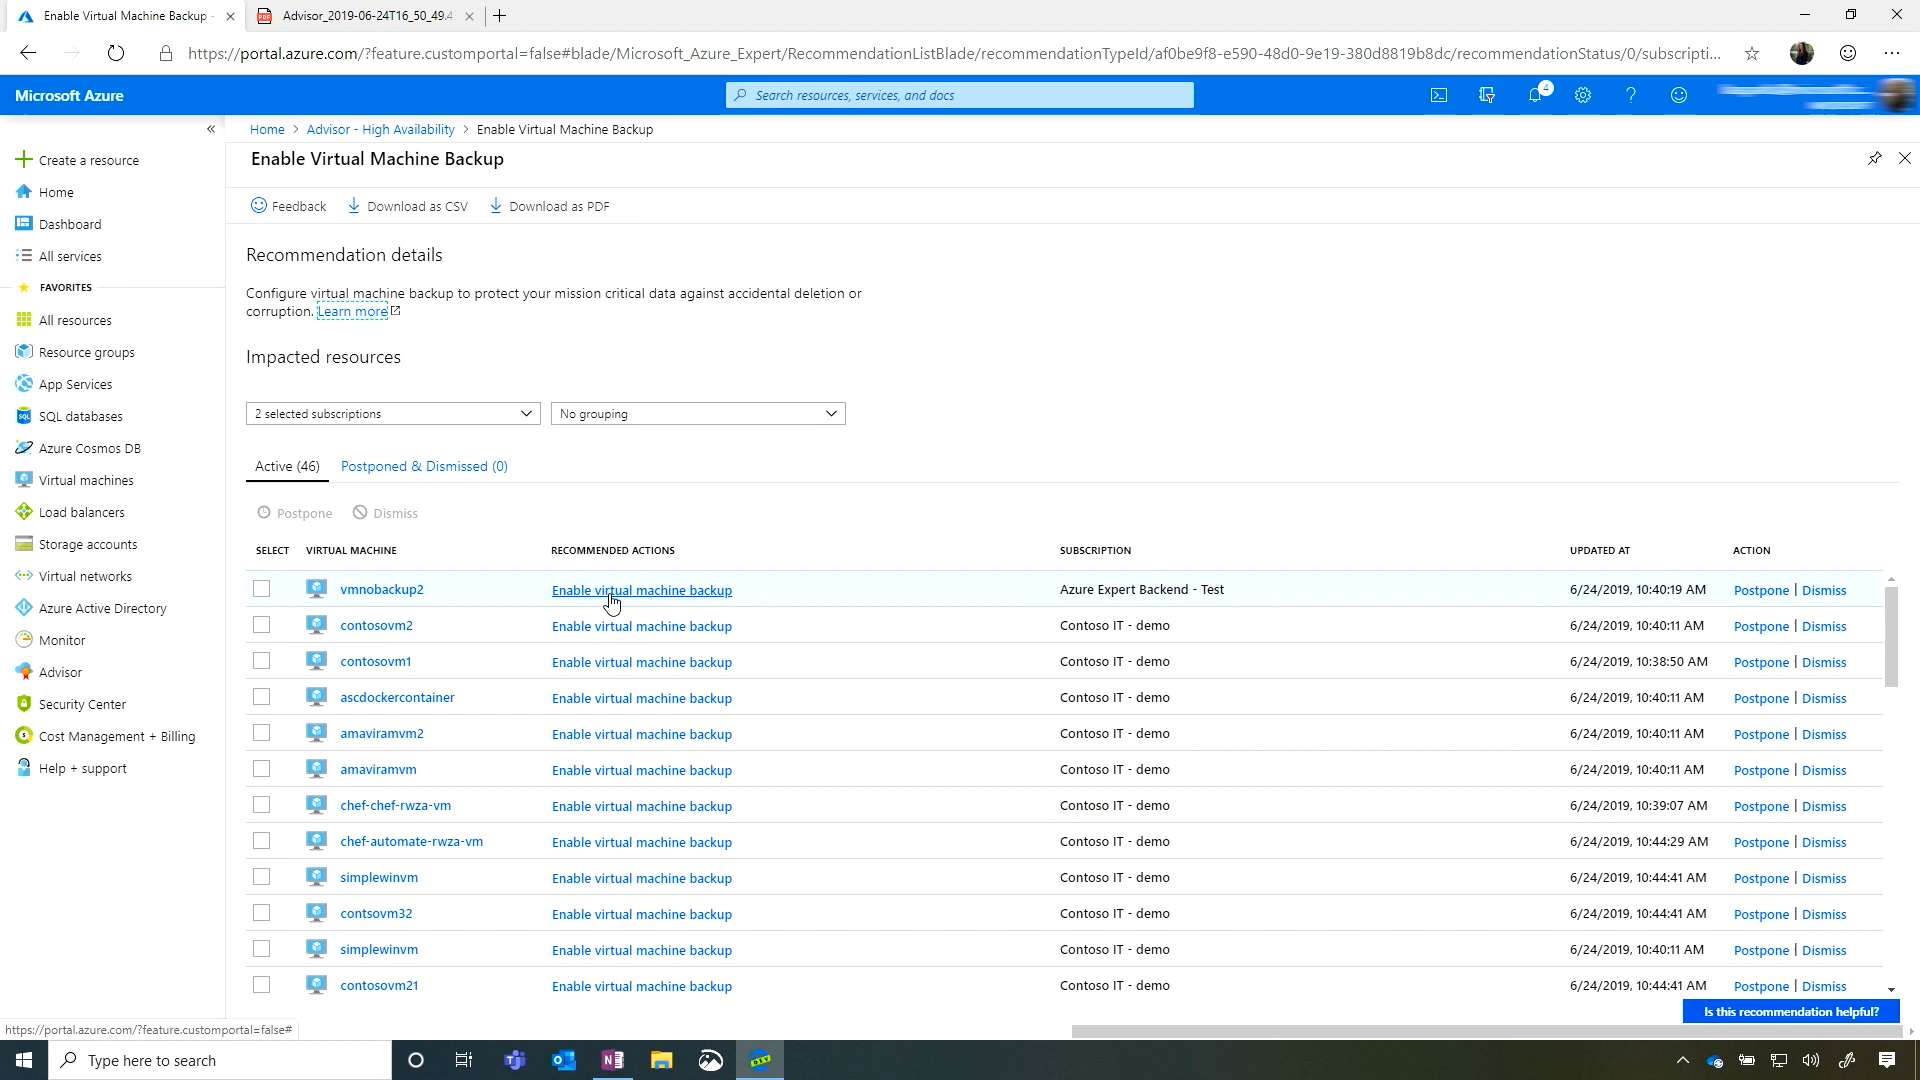 Enable Virtual Machine Backup -
Advisor_2019-06-24T16_50_49.4
https://portal.azure.com/?feature.customportal=false#blade/Microsoft_Azure_Expert/RecommendationListBlade/recommendationTypeId/af0be9f8-e590-48d0-9e19-380d8819b8dc/recommendationStatus/0/subscripti...
Microsoft Azure
Search resources, services, and docs
4
Home > Advisor - High Availability > Enable Virtual Machine Backup
Enable Virtual Machine Backup
Create a resource
Home
Dashboard
All services
FAVORITES
All resources
Resource groups
App Services
SQL databases
Azure Cosmos DB
Virtual machines
Load balancers
Storage accounts
Virtual networks
Azure Active Directory
Monitor
Advisor
Security Center
Cost Management + Billing
Help + support
Feedback Download as CSV Download as PDF
Recommendation details
Configure virtual machine backup to protect your mission critical data against accidental deletion or
corruption. Learn more
Impacted resources
2 selected subscriptions No grouping
Active (46) Postponed & Dismissed (0)
Postpone Dismiss
SELECT VIRTUAL MACHINE RECOMMENDED ACTIONS SUBSCRIPTION UPDATED AT ACTION
vmnobackup2 Enable virtual machine backup Azure Expert Backend - Test 6/24/2019, 10:40:19 AM Postpone | Dismiss
contosovm2 Enable virtual machine backup Contoso IT - demo 6/24/2019, 10:40:11 AM Postpone | Dismiss
contosovm1 Enable virtual machine backup Contoso IT - demo 6/24/2019, 10:38:50 AM Postpone | Dismiss
ascdockercontainer Enable virtual machine backup Contoso IT - demo 6/24/2019, 10:40:11 AM Postpone | Dismiss
amaviramvm2 Enable virtual machine backup Contoso IT - demo 6/24/2019, 10:40:11 AM Postpone | Dismiss
amaviramvm Enable virtual machine backup Contoso IT - demo 6/24/2019, 10:40:11 AM Postpone | Dismiss
chef-chef-rwza-vm Enable virtual machine backup Contoso IT - demo 6/24/2019, 10:39:07 AM Postpone | Dismiss
chef-automate-rwza-vm Enable virtual machine backup Contoso IT - demo 6/24/2019, 10:44:29 AM Postpone | Dismiss
simplewinvm Enable virtual machine backup Contoso IT - demo 6/24/2019, 10:44:41 AM Postpone | Dismiss
contsovm32 Enable virtual machine backup Contoso IT - demo 6/24/2019, 10:44:41 AM Postpone | Dismiss
simplewinvm Enable virtual machine backup Contoso IT - demo 6/24/2019, 10:40:11 AM Postpone | Dismiss
contosovm21 Enable virtual machine backup Contoso IT - demo 6/24/2019, 10:44:41 AM Postpone | Dismiss
Is this recommendation helpful?
https://portal.azure.com/?feature.customportal=false#
Type here to search